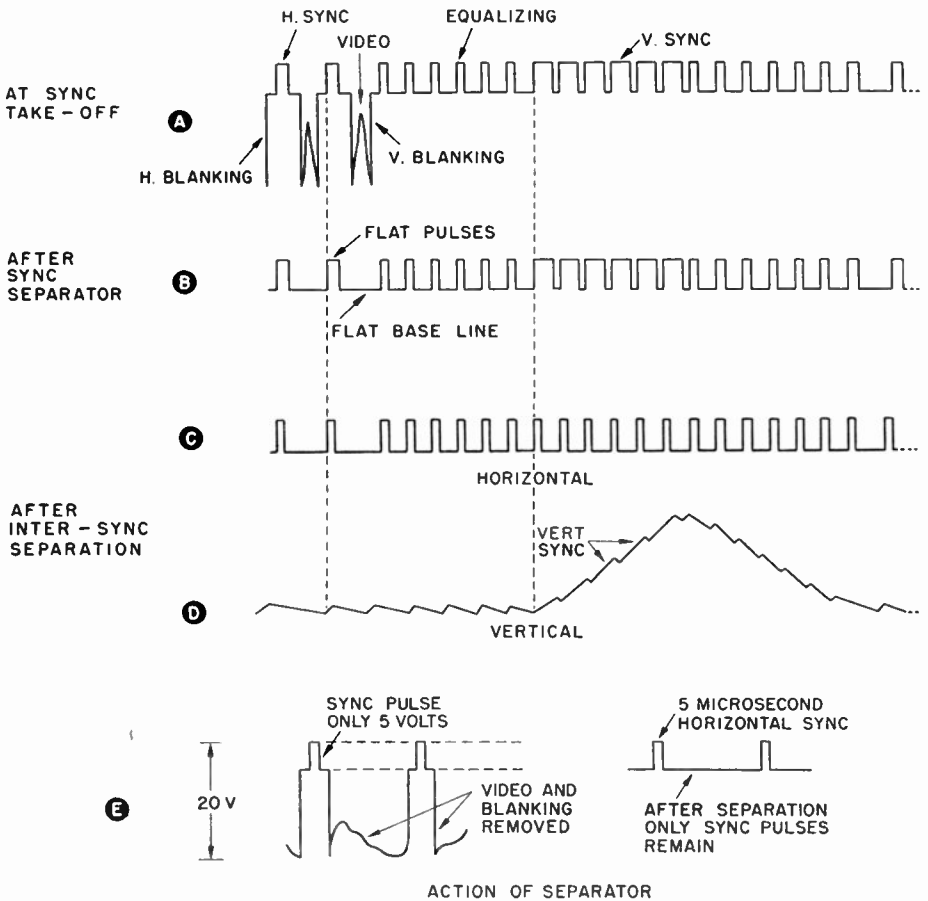 H. SYNC
VIDEO
EQUALIZING
V. SYNC
AT SYNC
TAKE-OFF
A
H. BLANKING
V. BLANKING
AFTER
SYNC
SEPARATOR
B
FLAT PULSES
FLAT BASE LINE
C
HORIZONTAL
AFTER
INTER-SYNC
SEPARATION
VERT
SYNC
D
VERTICAL
SYNC PULSE
ONLY 5 VOLTS
5 MICROSECOND
HORIZONTAL SYNC
E
20 V
VIDEO AND
BLANKING
REMOVED
AFTER SEPARATION
ONLY SYNC PULSES
REMAIN
ACTION OF SEPARATOR